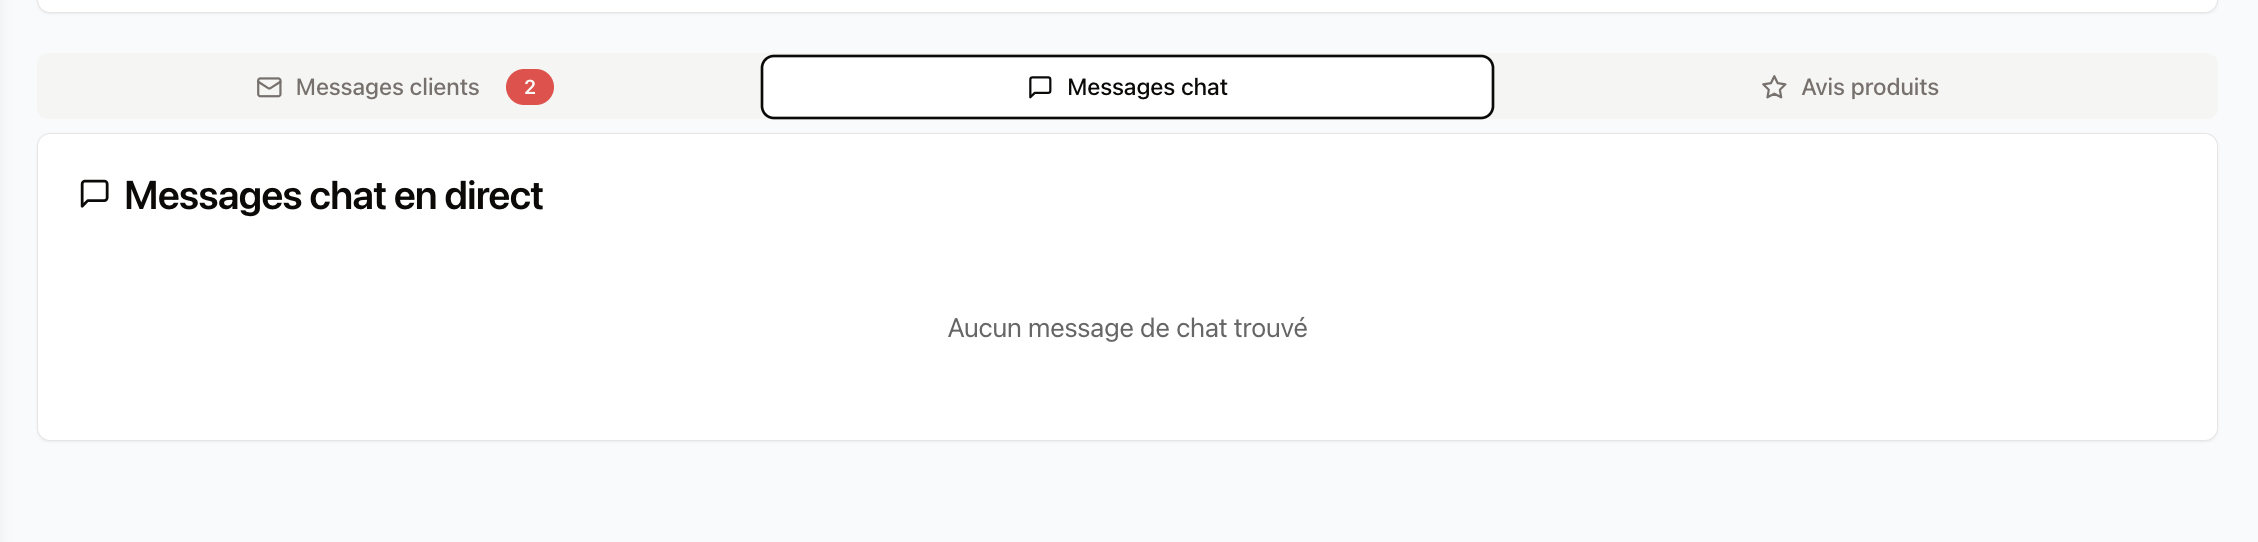 Messages clients 2 Messages chat Avis produits
Messages chat en direct
Aucun message de chat trouvé